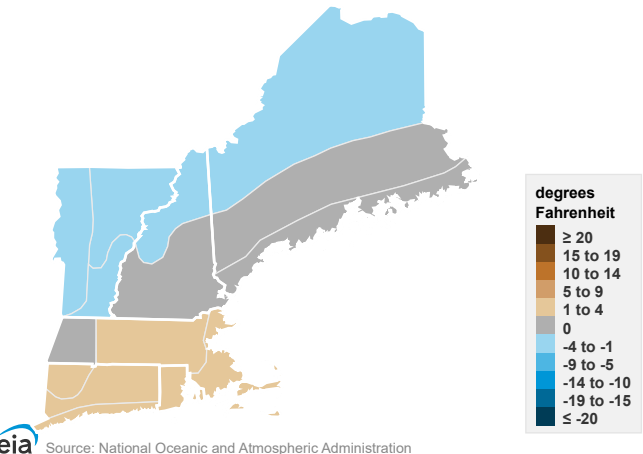 degrees
Fahrenheit
≥ 20
15 to 19
10 to 14
5 to 9
1 to 4
0
-4 to -1
-9 to -5
-14 to -10
-19 to -15
≤ -20
eia Source: National Oceanic and Atmospheric Administration